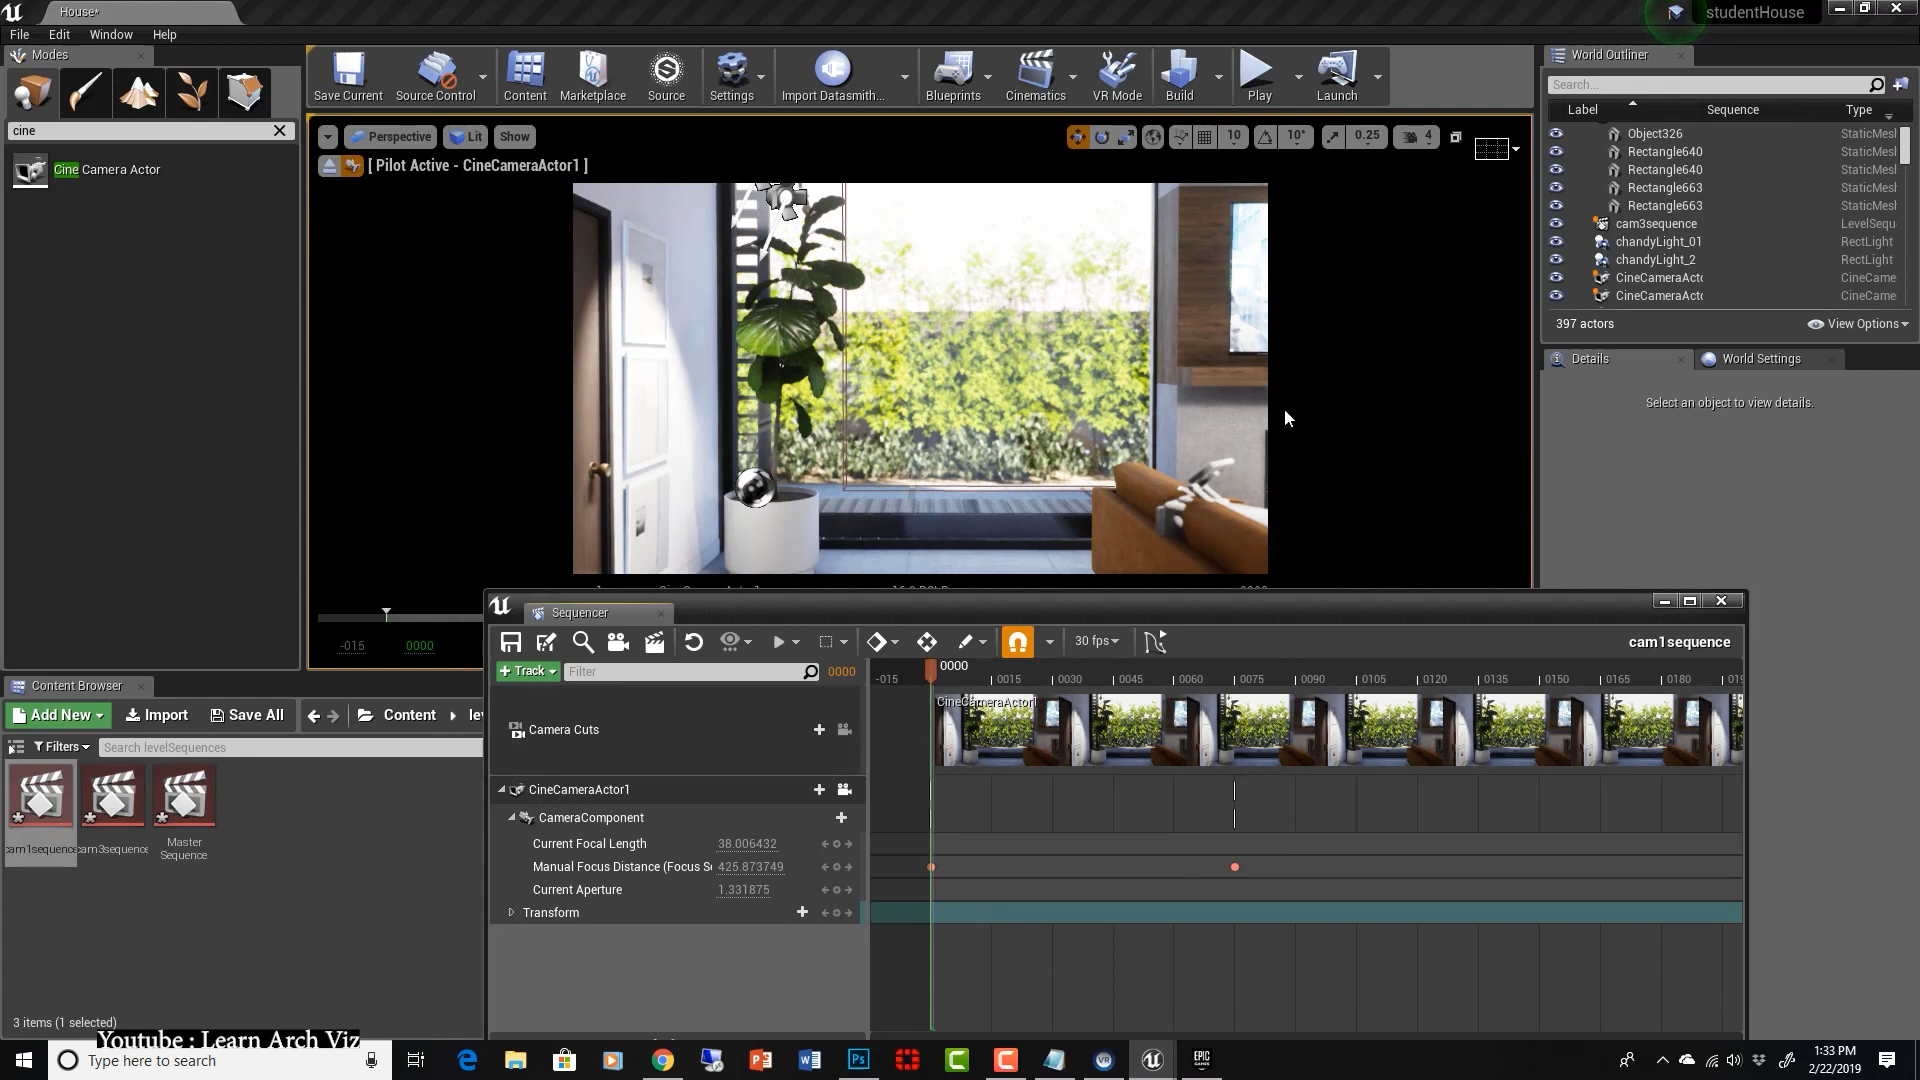 House*
studentHouse
File Edit Window Help
Modes
cine
Cine Camera Actor
Save Current
Source Control
Content
Marketplace
Source
Settings
Import Datasmith...
Blueprints
Cinematics
VR Mode
Build
Play
Launch
Perspective
Lit
Show
10
10°
0.25
4
[ Pilot Active - CineCameraActor1 ]
-015
0000
World Outliner
Search...
Label
Sequence
Type
Object326 StaticMesh
Rectangle640 StaticMesh
Rectangle640 StaticMesh
Rectangle663 StaticMesh
Rectangle663 StaticMesh
cam3sequence LevelSequ
chandyLight_01 RectLight
chandyLight_2 RectLight
CineCameraActo CineCame
CineCameraActo CineCame
397 actors
View Options
Details
World Settings
Select an object to view details.
Sequencer
30 fps
cam1sequence
Track
Filter
0000
0000
-015 0015 0030 0045 0060 0075 0090 0105 0120 0135 0150 0165 0180 019
Camera Cuts
CineCameraActor1
CineCameraActor1
CameraComponent
Current Focal Length 38.006432
Manual Focus Distance (Focus Se 425.873749
Current Aperture 1.331875
Transform
Content Browser
Add New
Import
Save All
Content
lev
Filters
Search levelSequences
cam1sequence
cam3sequence
Master
Sequence
3 items (1 selected)
Youtube : Learn Arch Viz
Type here to search
EPIC
GAMES
1:33 PM
2/22/2019